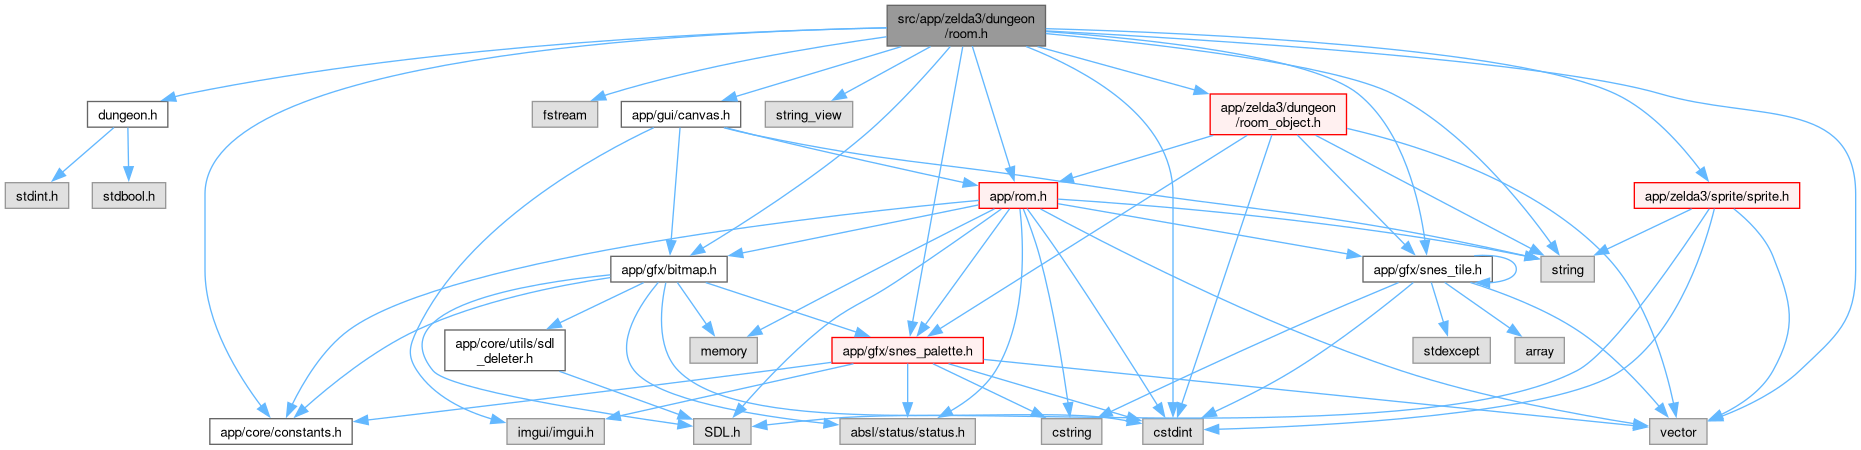 src/app/zelda3/dungeon
/room.h
dungeon.h
fstream
app/gui/canvas.h
string_view
app/zelda3/dungeon
/room_object.h
stdint.h
stdbool.h
app/rom.h
app/zelda3/sprite/sprite.h
app/gfx/bitmap.h
app/gfx/snes_tile.h
string
app/core/utils/sdl
_deleter.h
memory
app/gfx/snes_palette.h
stdexcept
array
app/core/constants.h
imgui/imgui.h
SDL.h
absl/status/status.h
cstring
cstdint
vector